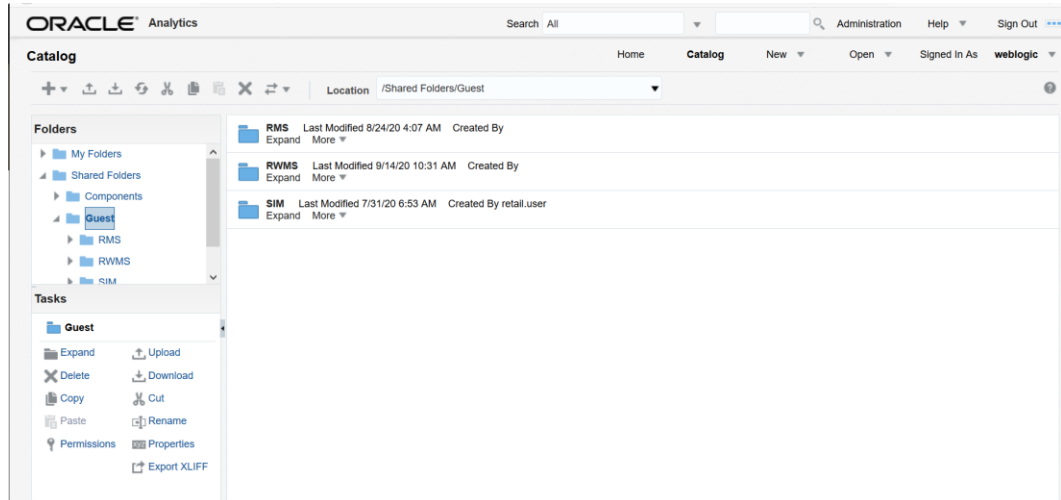 ORACLE Analytics Search All Administration Help Sign Out
Catalog Home Catalog New Open Signed In As weblogic
Location /Shared Folders/Guest
Folders
My Folders
Shared Folders
Components
Guest
RMS
RWMS
SIM
Tasks
Guest
Expand Upload
Delete Download
Copy Cut
Paste Rename
Permissions Properties
Export XLIFF
RMS Last Modified 8/24/20 4:07 AM Created By
Expand More
RWMS Last Modified 9/14/20 10:31 AM Created By
Expand More
SIM Last Modified 7/31/20 6:53 AM Created By retail.user
Expand More